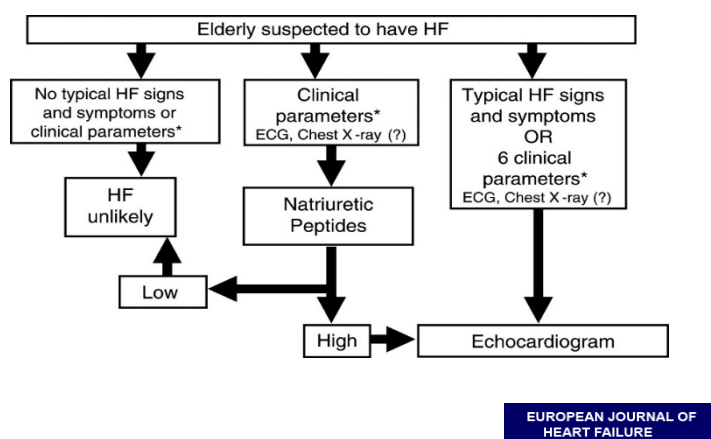 Elderly suspected to have HF
No typical HF signs
and symptoms or
clinical parameters*
HF
unlikely
Low
Clinical
parameters*
ECG, Chest X-ray (?)
Natriuretic
Peptides
High
Typical HF signs
and symptoms
OR
6 clinical
parameters*
ECG, Chest X-ray (?)
Echocardiogram
EUROPEAN JOURNAL OF
HEART FAILURE